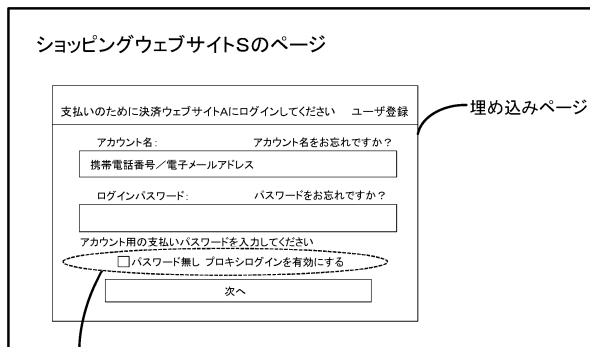 ショッピングウェブサイトSのページ
支払いのために決済ウェブサイトAにログインしてください ユーザ登録
埋め込みページ
アカウント名： アカウント名をお忘れですか？
携帯電話番号／電子メールアドレス
ログインパスワード： パスワードをお忘れですか？
アカウント用の支払いパスワードを入力してください
パスワード無し プロキシログインを有効にする
次へ